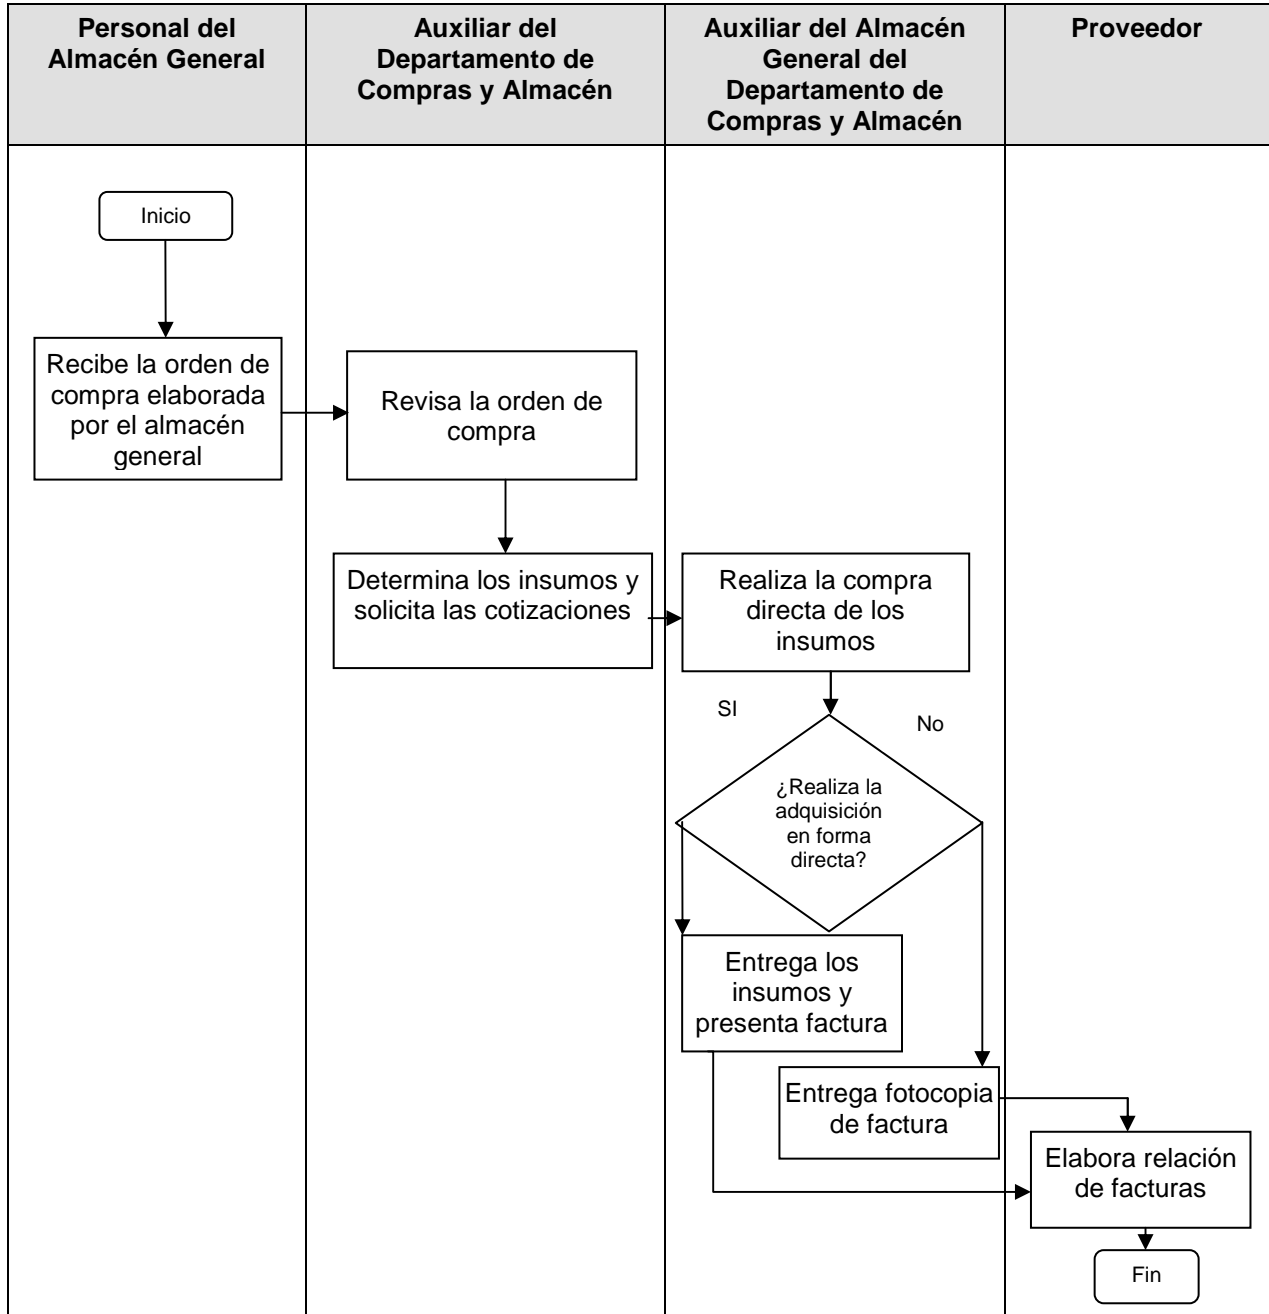 Personal del
Almacén General
Auxiliar del
Departamento de
Compras y Almacén
Auxiliar del Almacén
General del
Departamento de
Compras y Almacén
Proveedor
Inicio
Recibe la orden de
compra elaborada
por el almacén
general
Revisa la orden de
compra
Determina los insumos y
solicita las cotizaciones
Realiza la compra
directa de los
insumos
SI
No
¿Realiza la
adquisición
en forma
directa?
Entrega los
insumos y
presenta factura
Entrega fotocopia
de factura
Elabora relación
de facturas
Fin